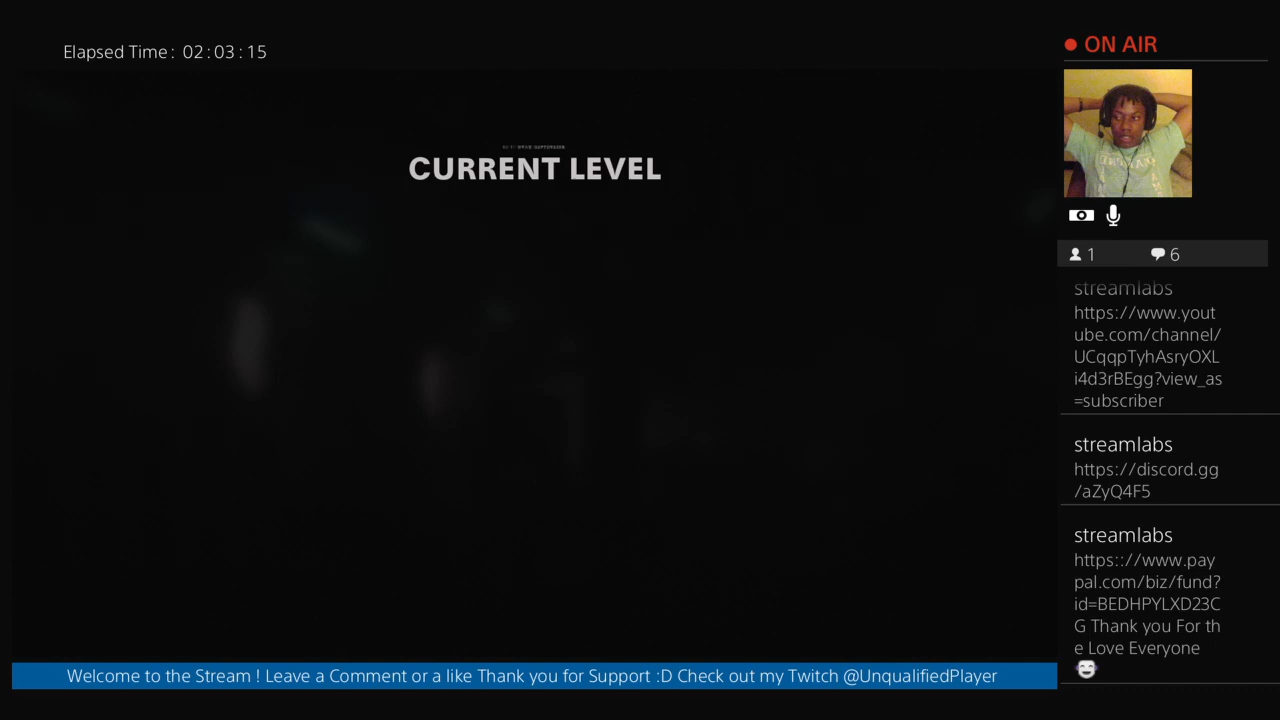 Elapsed Time: 02:03:15
ON AIR
CURRENT LEVEL
1 6
streamlabs
https://www.yout
ube.com/channel/
UCqqpTyhAsryOXL
i4d3rBEgg?view_as
=subscriber
streamlabs
https://discord.gg
/aZyQ4F5
streamlabs
https:://www.pay
pal.com/biz/fund?
id=BEDHPYLXD23C
G Thank you For th
e Love Everyone
Welcome to the Stream ! Leave a Comment or a like Thank you for Support :D Check out my Twitch @UnqualifiedPlayer